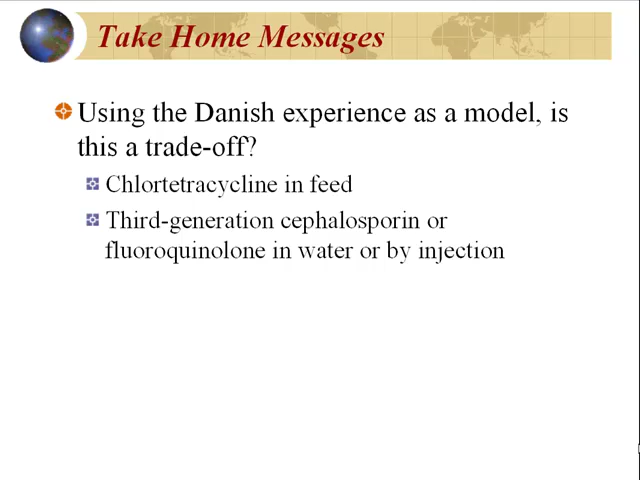 Take Home Messages
Using the Danish experience as a model, is
this a trade-off?
Chlortetracycline in feed
Third-generation cephalosporin or
fluoroquinolone in water or by injection